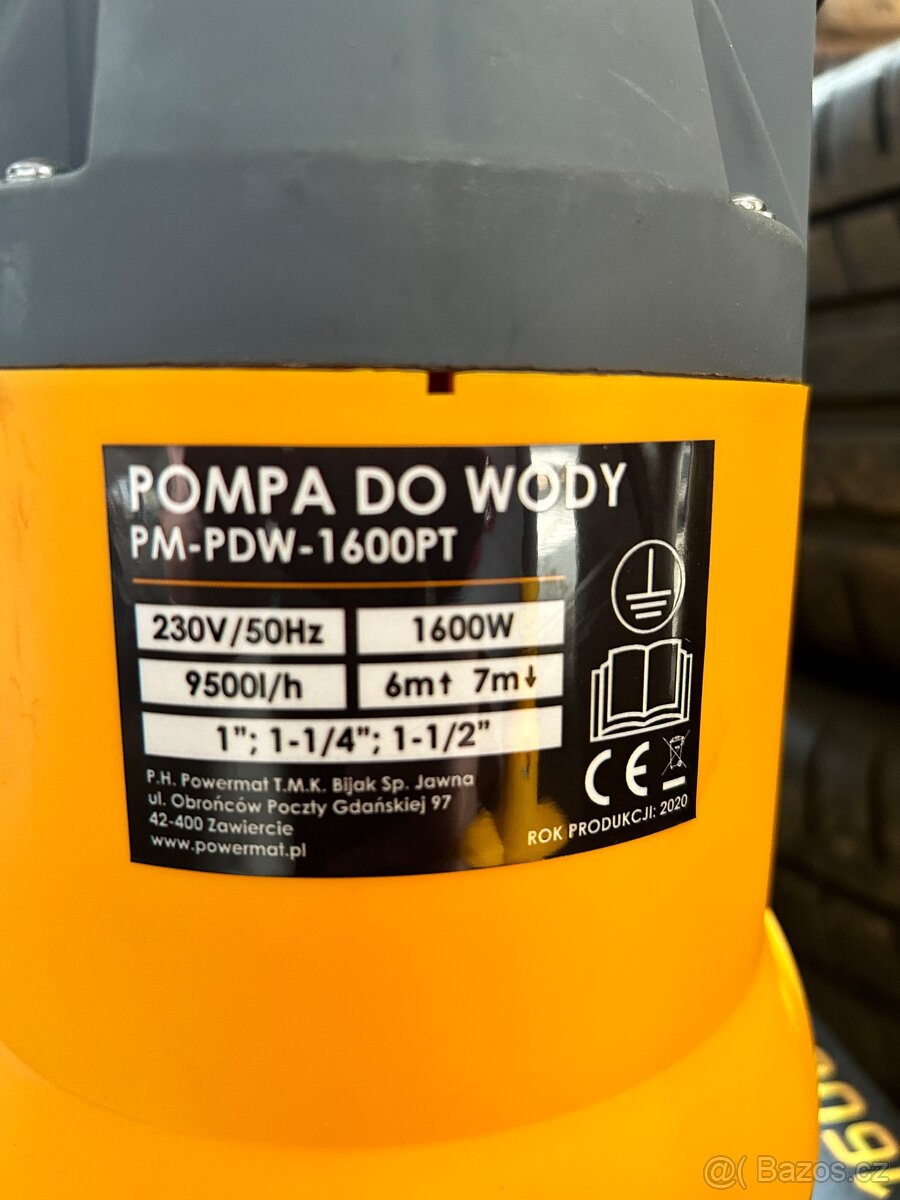 POMPA DO WODY
PM-PDW-1600PT
230V/50Hz 1600W
9500l/h 6m↑ 7m↓
1"; 1-1/4"; 1-1/2"
P.H. Powermat T.M.K. Bijak Sp. Jawna
ul. Obrońców Poczty Gdańskiej 97
42-400 Zawiercie
www.powermat.pl
CE
ROK PRODUKCJI: 2020
@( Bazos.cz